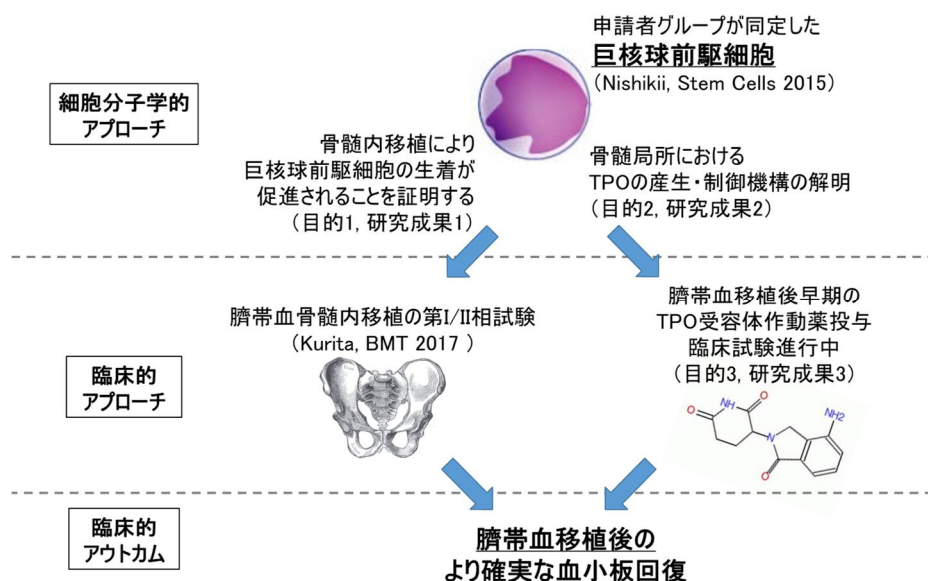 申請者グループが同定した
巨核球前駆細胞
(Nishikii, Stem Cells 2015)
細胞分子学的
アプローチ
骨髄内移植により
巨核球前駆細胞の生着が
促進されることを証明する
(目的1, 研究成果1)
骨髄局所における
TPOの産生・制御機構の解明
(目的2, 研究成果2)
臍帯血骨髄内移植の第I/II相試験
(Kurita, BMT 2017 )
臍帯血移植後早期の
TPO受容体作動薬投与
臨床試験進行中
(目的3, 研究成果3)
臨床的
アプローチ
O
NH
O
NH2
N
O
臨床的
アウトカム
臍帯血移植後の
より確実な血小板回復